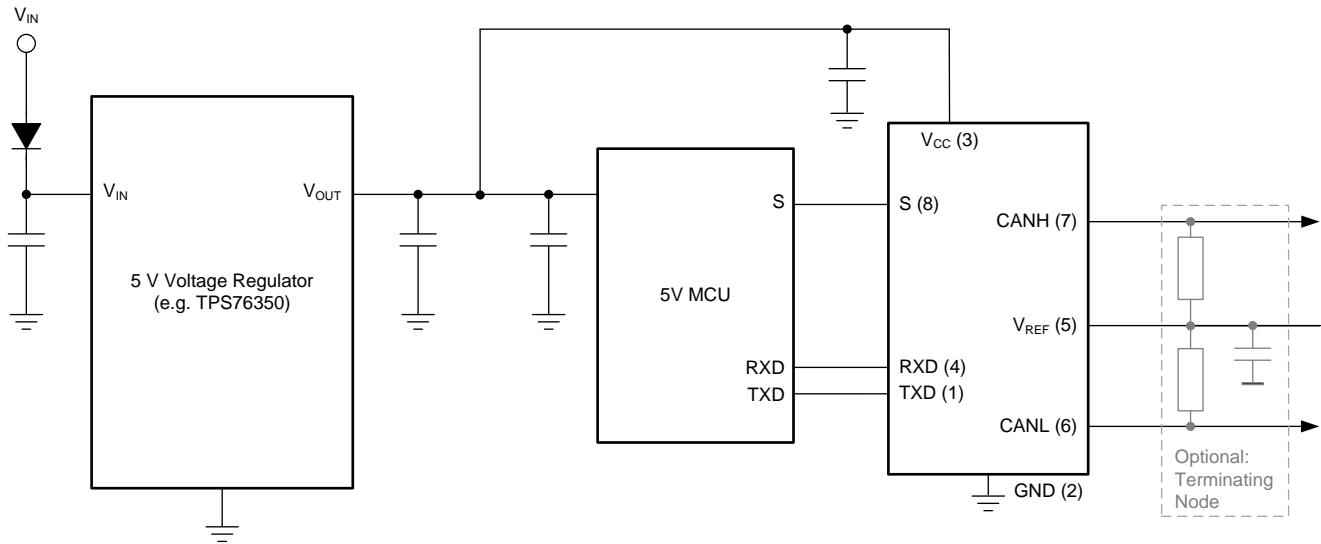 VIN
VIN
VOUT
5 V Voltage Regulator
(e.g. TPS76350)
S
5V MCU
RXD
TXD
VCC (3)
S (8)
CANH (7)
VREF (5)
RXD (4)
TXD (1)
CANL (6)
GND (2)
Optional:
Terminating
Node